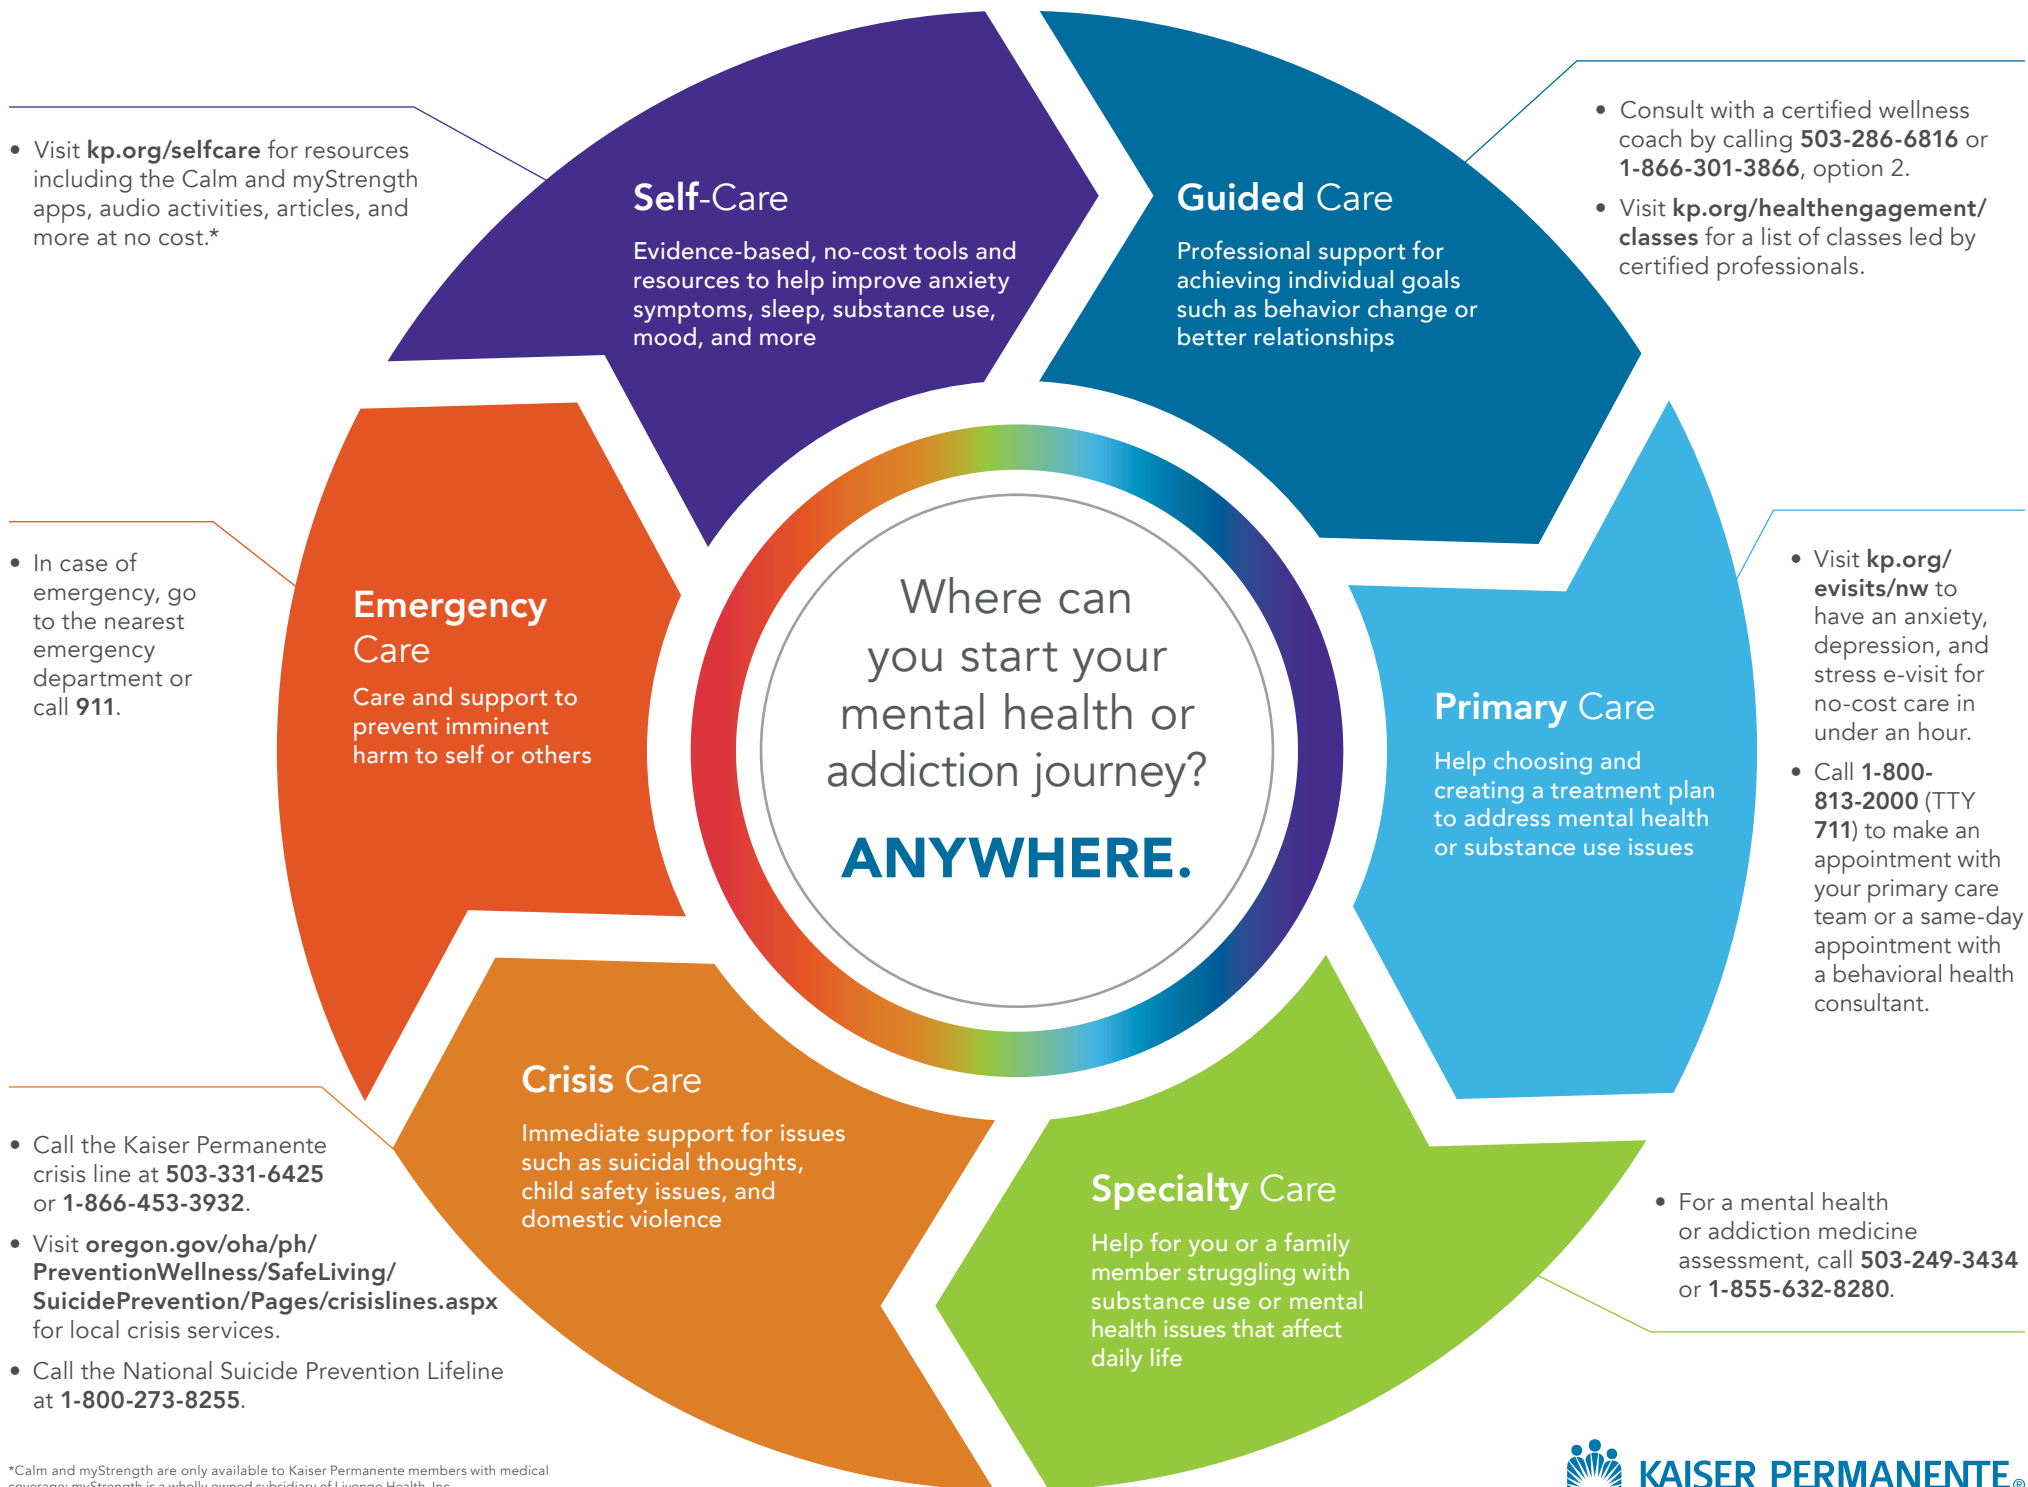 Self-Care
Evidence-based, no-cost tools and
resources to help improve anxiety
symptoms, sleep, substance use,
mood, and more
• Visit kp.org/selfcare for resources
including the Calm and myStrength
apps, audio activities, articles, and
more at no cost.*
Guided Care
Professional support for
achieving individual goals
such as behavior change or
better relationships
• Consult with a certified wellness
coach by calling 503-286-6816 or
1-866-301-3866, option 2.
• Visit kp.org/healthengagement/
classes for a list of classes led by
certified professionals.
Primary Care
Help choosing and
creating a treatment plan
to address mental health
or substance use issues
• Visit kp.org/
evisits/nw to
have an anxiety,
depression, and
stress e-visit for
no-cost care in
under an hour.
• Call 1-800-
813-2000 (TTY
711) to make an
appointment with
your primary care
team or a same-day
appointment with
a behavioral health
consultant.
Specialty Care
Help for you or a family
member struggling with
substance use or mental
health issues that affect
daily life
• For a mental health
or addiction medicine
assessment, call 503-249-3434
or 1-855-632-8280.
Crisis Care
Immediate support for issues
such as suicidal thoughts,
child safety issues, and
domestic violence
• Call the Kaiser Permanente
crisis line at 503-331-6425
or 1-866-453-3932.
• Visit oregon.gov/oha/ph/
PreventionWellness/SafeLiving/
SuicidePrevention/Pages/crisislines.aspx
for local crisis services.
• Call the National Suicide Prevention Lifeline
at 1-800-273-8255.
Emergency
Care
Care and support to
prevent imminent
harm to self or others
• In case of
emergency, go
to the nearest
emergency
department or
call 911.
Where can
you start your
mental health or
addiction journey?
ANYWHERE.
*Calm and myStrength are only available to Kaiser Permanente members with medical
coverage; myStrength is a wholly owned subsidiary of Livongo Health, Inc.
KAISER PERMANENTE®